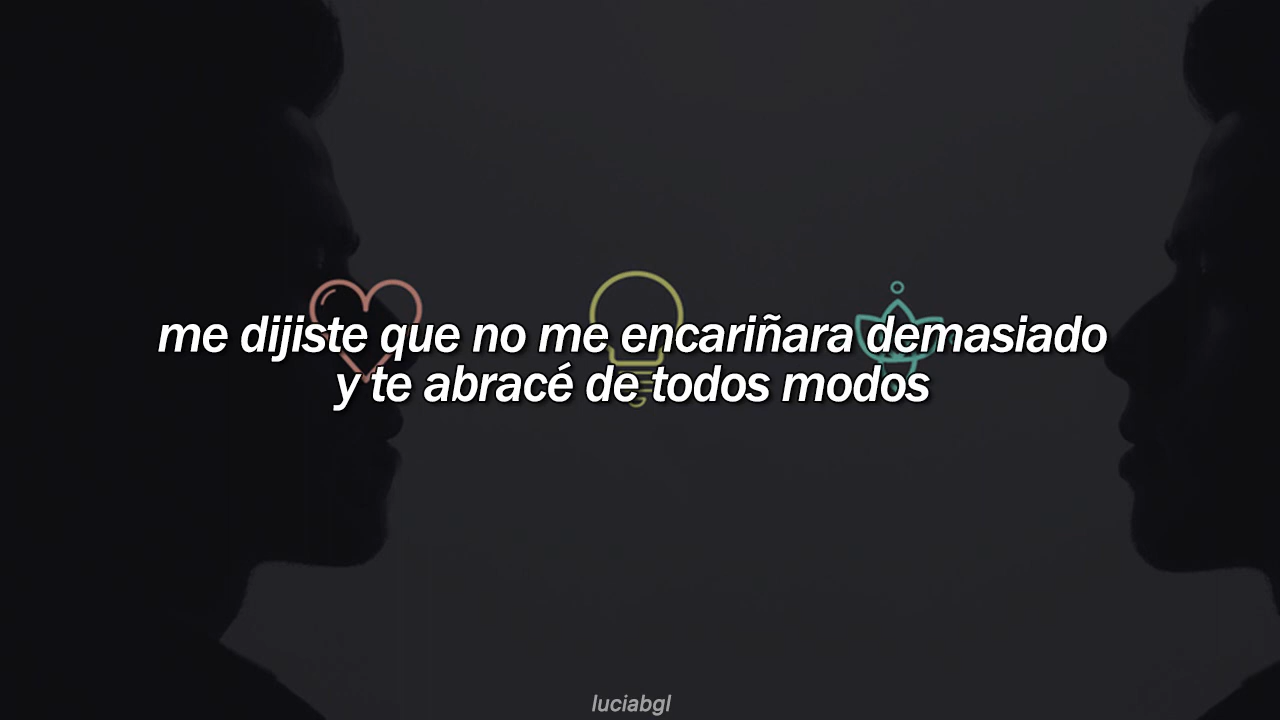 me dijiste que no me encariñara demasiado
y te abracé de todos modos
luciabgl